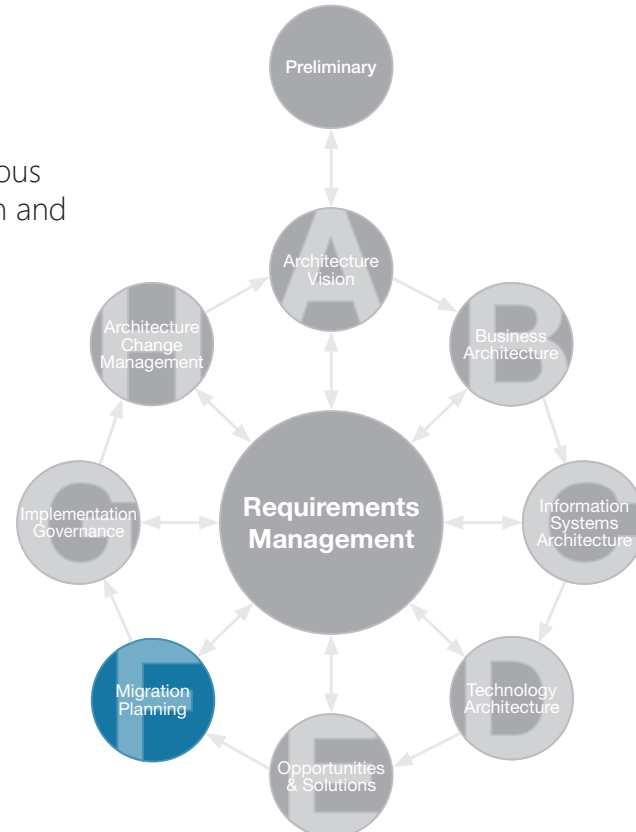 Preliminary
ous
n and
A
Architecture
Vision
H
Architecture
Change
Management
B
Business
Architecture
G
Implementation
Governance
Requirements
Management
C
Information
Systems
Architecture
F
Migration
Planning
D
Technology
Architecture
E
Opportunities
& Solutions